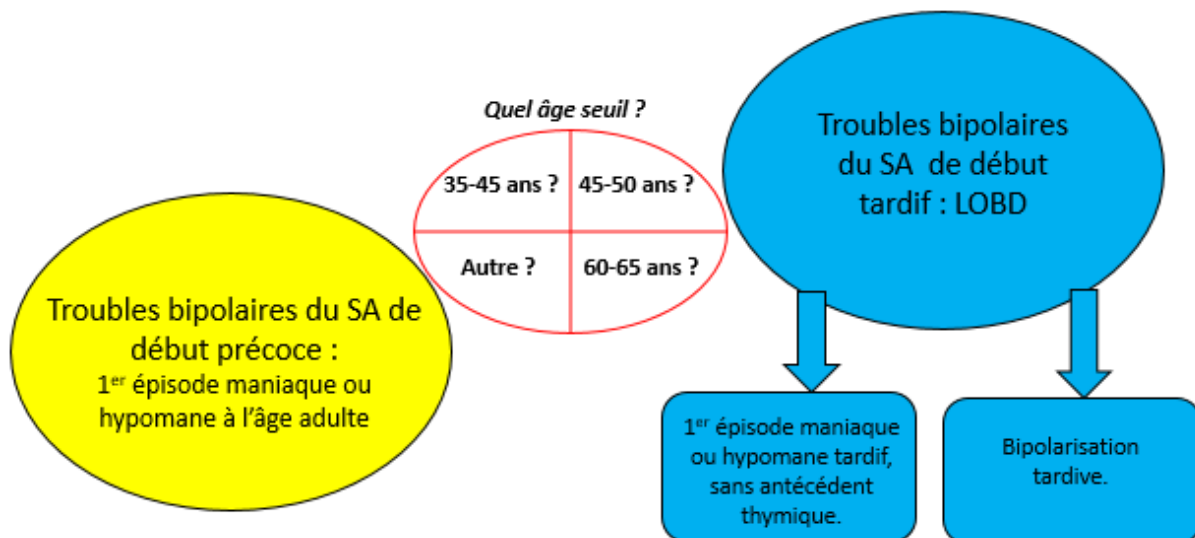 Quel âge seuil ?
35-45 ans ?
45-50 ans ?
Autre ?
60-65 ans ?
Troubles bipolaires
du SA de début
tardif : LOBD
Troubles bipolaires du SA de
début précoce :
1er épisode maniaque ou
hypomane à l'âge adulte
1er épisode maniaque
ou hypomane tardif,
sans antécédent
thymique.
Bipolarisation
tardive.